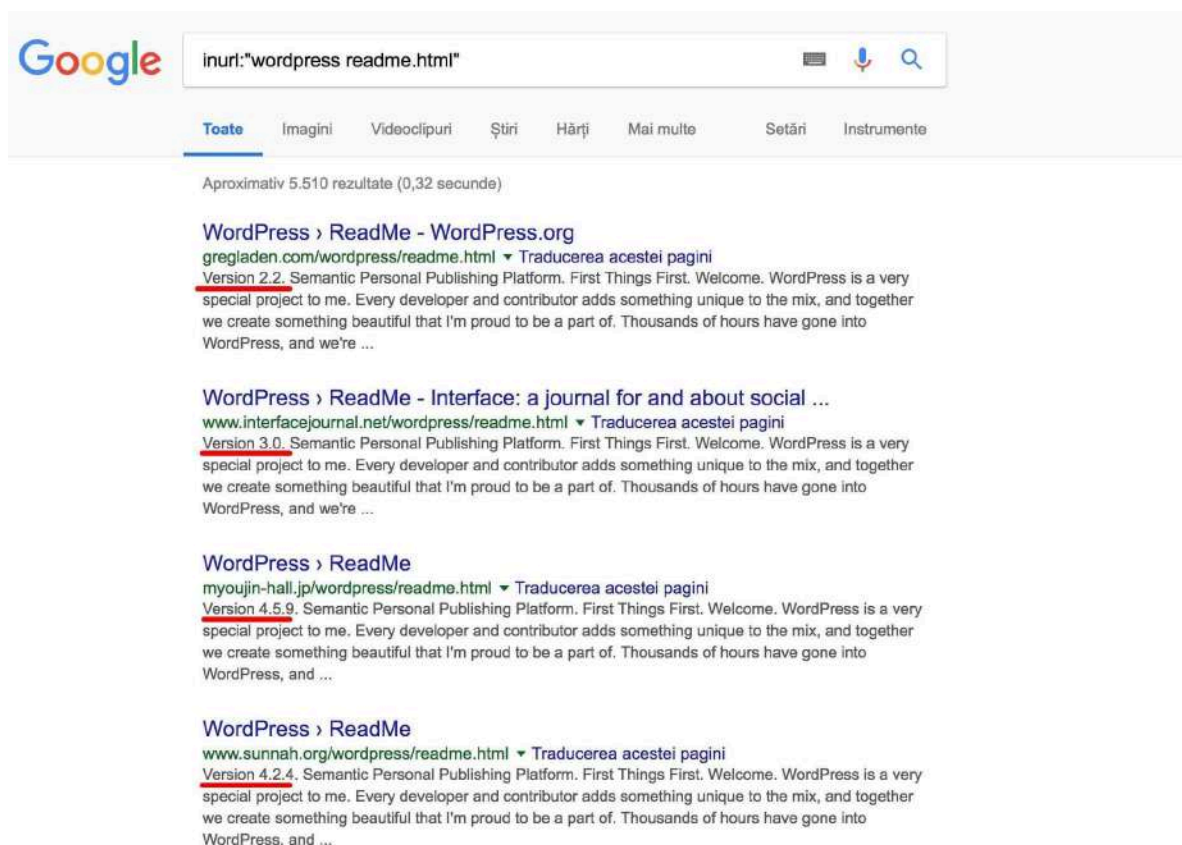 Google
inurl:"wordpress readme.html"
Toate Imagini Videoclipuri Știri Hărți Mai multe Setări Instrumente
Aproximativ 5.510 rezultate (0,32 secunde)
WordPress › ReadMe - WordPress.org
gregladen.com/wordpress/readme.html ▼ Traducerea acestei pagini
Version 2.2. Semantic Personal Publishing Platform. First Things First. Welcome. WordPress is a very
special project to me. Every developer and contributor adds something unique to the mix, and together
we create something beautiful that I'm proud to be a part of. Thousands of hours have gone into
WordPress, and we're ...
WordPress › ReadMe - Interface: a journal for and about social ...
www.interfacejournal.net/wordpress/readme.html ▼ Traducerea acestei pagini
Version 3.0. Semantic Personal Publishing Platform. First Things First. Welcome. WordPress is a very
special project to me. Every developer and contributor adds something unique to the mix, and together
we create something beautiful that I'm proud to be a part of. Thousands of hours have gone into
WordPress, and we're ...
WordPress › ReadMe
myoujin-hall.jp/wordpress/readme.html ▼ Traducerea acestei pagini
Version 4.5.9. Semantic Personal Publishing Platform. First Things First. Welcome. WordPress is a very
special project to me. Every developer and contributor adds something unique to the mix, and together
we create something beautiful that I'm proud to be a part of. Thousands of hours have gone into
WordPress, and ...
WordPress › ReadMe
www.sunnah.org/wordpress/readme.html ▼ Traducerea acestei pagini
Version 4.2.4. Semantic Personal Publishing Platform. First Things First. Welcome. WordPress is a very
special project to me. Every developer and contributor adds something unique to the mix, and together
we create something beautiful that I'm proud to be a part of. Thousands of hours have gone into
WordPress, and ...